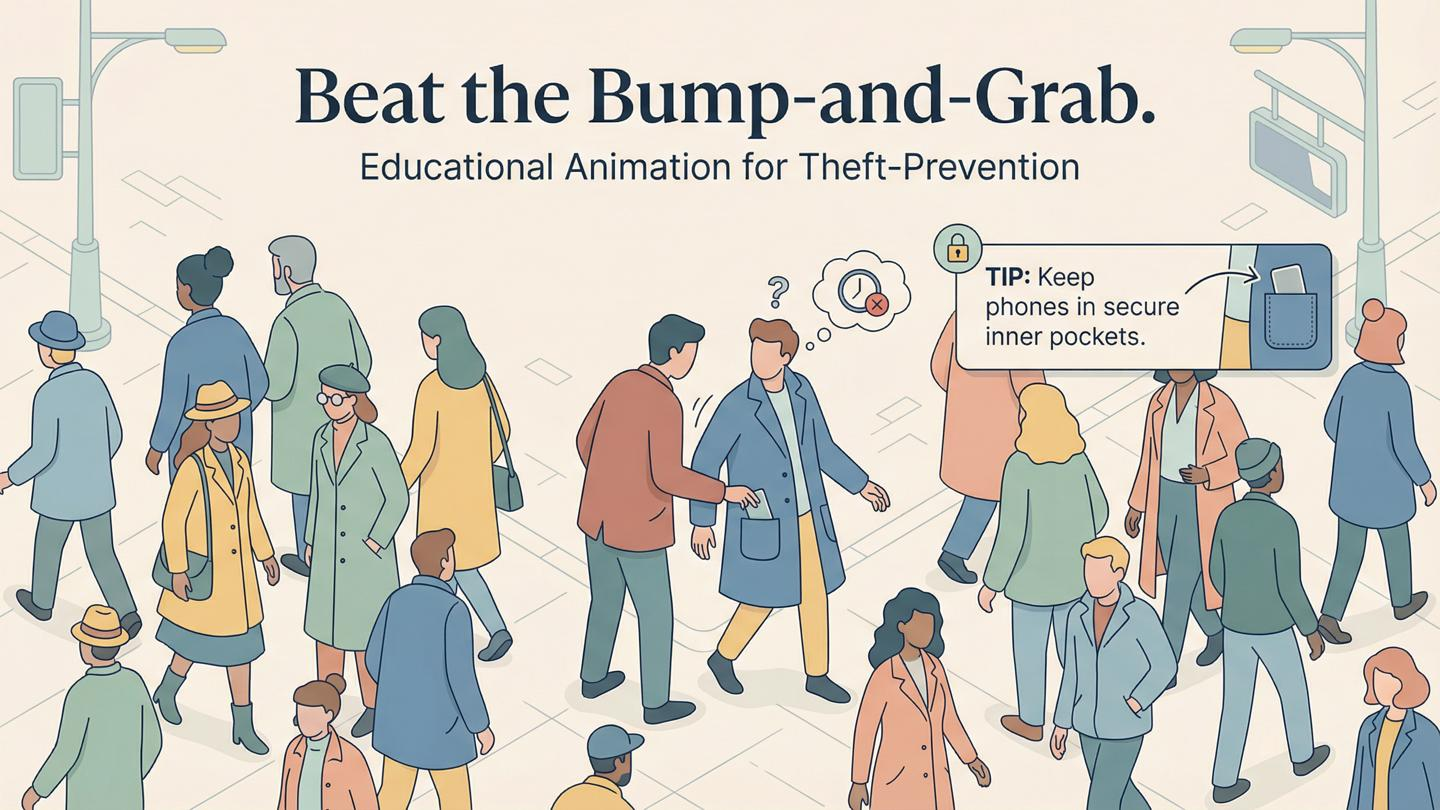 Beat the Bump-and-Grab.
Educational Animation for Theft-Prevention
?
TIP: Keep
phones in secure
inner pockets.